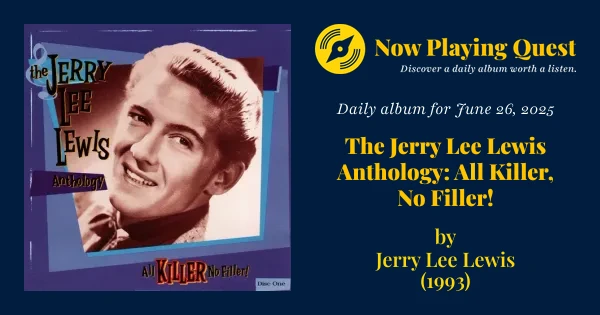 the JERRY
LEE
LEWIS
Anthology
All KILLER No Filler!
Disc One
Now Playing Quest
Discover a daily album worth a listen.
Daily album for June 26, 2025
The Jerry Lee Lewis
Anthology: All Killer,
No Filler!
by
Jerry Lee Lewis
(1993)